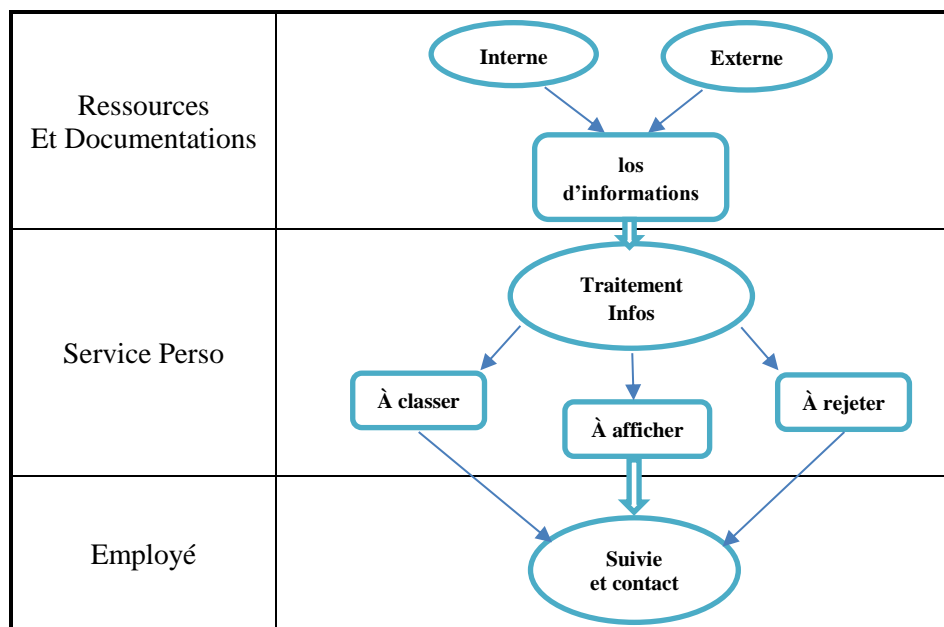 Ressources
Et Documentations
Interne
Externe
los
d’informations
Service Perso
Traitement
Infos
À classer
À afficher
À rejeter
Employé
Suivie
et contact